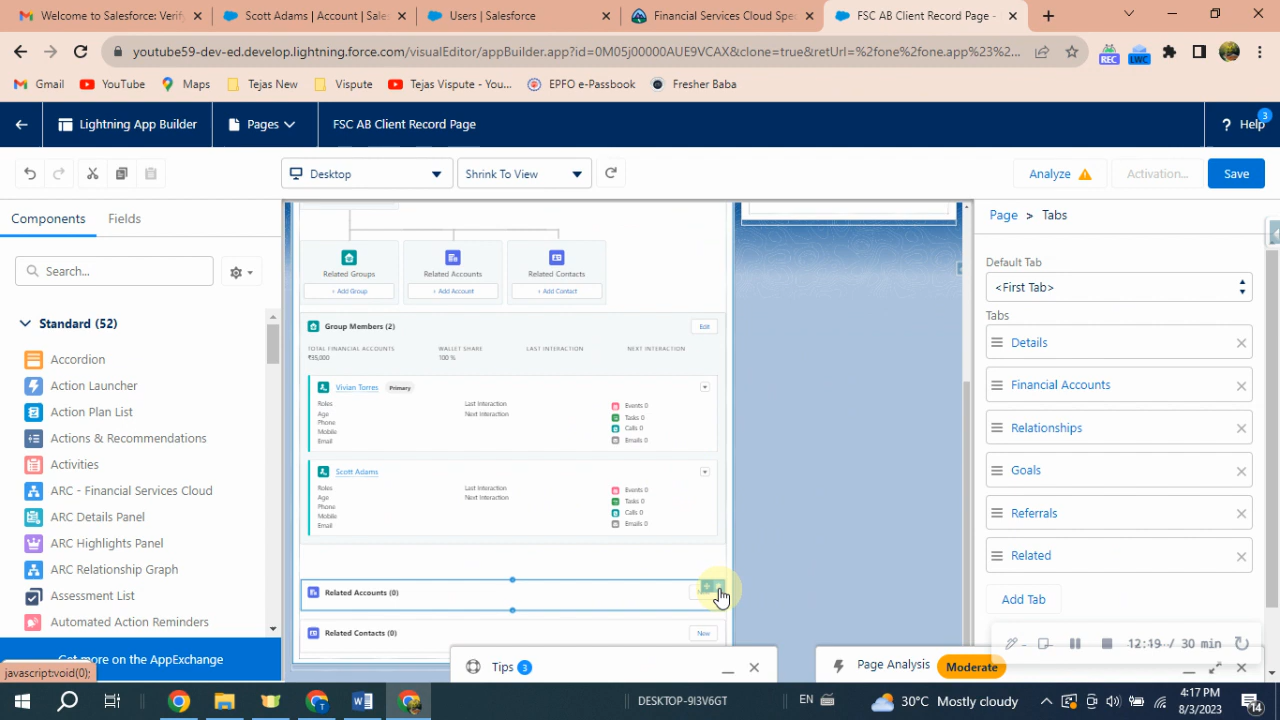 Welcome to Salesforce: Verify
Scott Adams | Account | Sales
Users | Salesforce
Financial Services Cloud Spe
FSC AB Client Record Page -
youtube59-dev-ed.develop.lightning.force.com/visualEditor/appBuilder.app?id=0M05j00000AUE9VCAX&clone=true&retUrl=%2fone%2fone.app%23%2...
REC
LWC
Gmail
YouTube
Maps
Tejas New
Vispute
Tejas Vispute - You...
EPFO e-Passbook
Fresher Baba
Lightning App Builder
Pages
FSC AB Client Record Page
? Help
3
Desktop
Shrink To View
Analyze
Activation...
Save
Components
Fields
Search...
Standard (52)
Accordion
Action Launcher
Action Plan List
Actions & Recommendations
Activities
ARC - Financial Services Cloud
ARC Details Panel
ARC Highlights Panel
ARC Relationship Graph
Assessment List
Automated Action Reminders
Get more on the AppExchange
javascript:void(0);
Related Groups
+ Add Group
Related Accounts
+ Add Account
Related Contacts
+ Add Contact
Group Members (2)
Edit
TOTAL FINANCIAL ACCOUNTS
₹35,000
WALLET SHARE
100 %
LAST INTERACTION
NEXT INTERACTION
Vivian Torres
Primary
Roles
Age
Phone
Mobile
Email
Last Interaction
Next Interaction
Events 0
Tasks 0
Calls 0
Emails 0
Scott Adams
Roles
Age
Phone
Mobile
Email
Last Interaction
Next Interaction
Events 0
Tasks 0
Calls 0
Emails 0
Related Accounts (0)
Related Contacts (0)
New
Tips 3
Page Analysis
Moderate
Page > Tabs
Default Tab
<First Tab>
Tabs
Details
Financial Accounts
Relationships
Goals
Referrals
Related
Add Tab
12:19 / 30 min
DESKTOP-9I3V6GT
30°C Mostly cloudy
EN
4:17 PM
8/3/2023
14